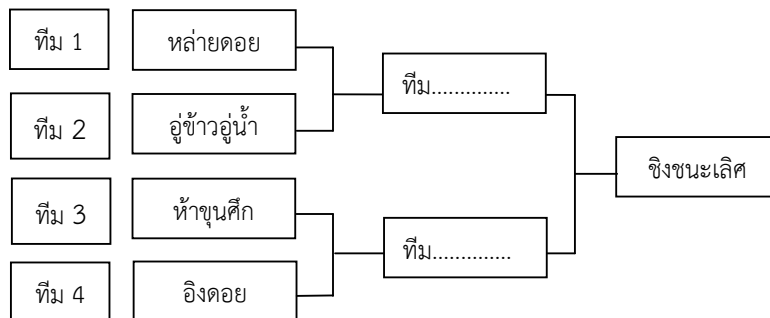 ทีม 1
หล่ายดอย
ทีม 2
อู่ข้าวอู่น้ำ
ทีม 3
ห้าขุนศึก
ทีม 4
อิงดอย
ทีม..............
ทีม..............
ชิงชนะเลิศ